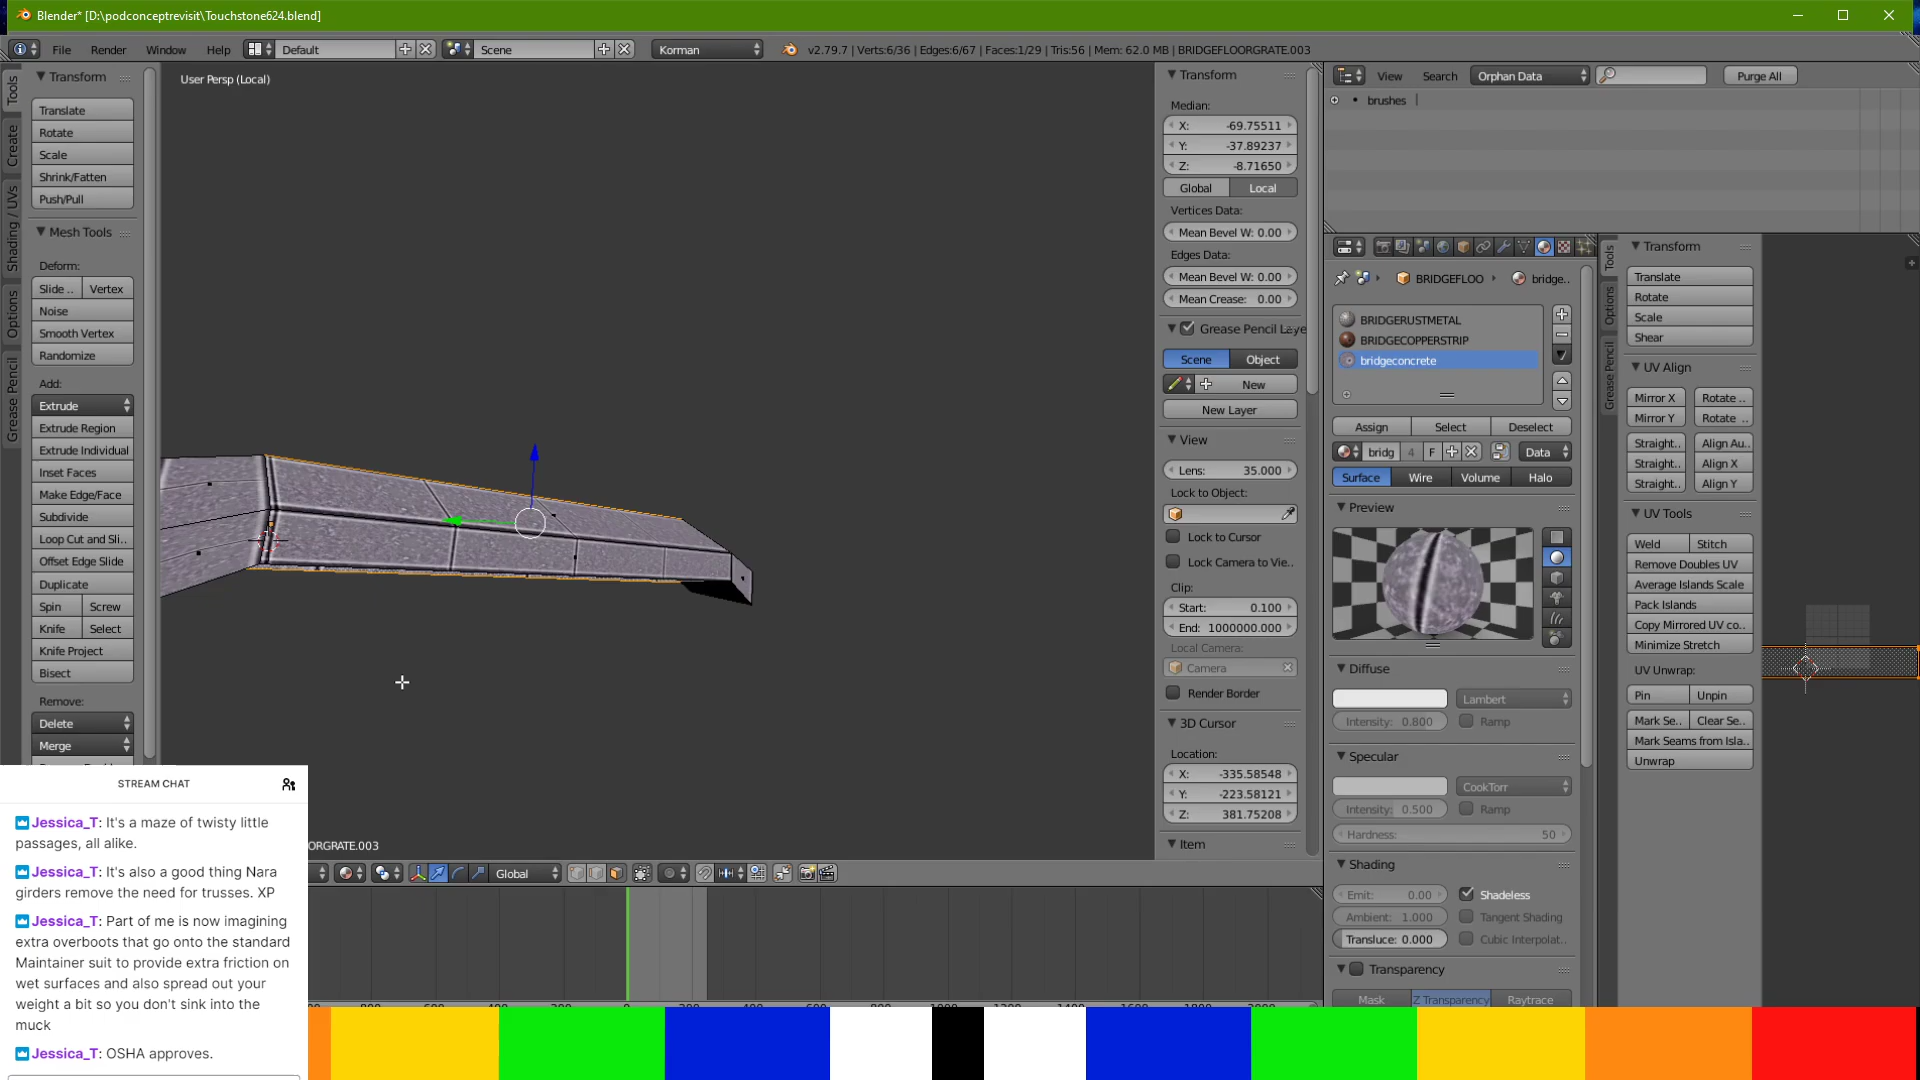 Blender* [D:\podconceptrevisit\Touchstone624.blend]
File Render Window Help Default Scene Korman v2.79.7 | Verts:6/36 | Edges:6/67 | Faces:1/29 | Tris:56 | Mem: 62.0 MB | BRIDGEFLOORGRATE.003
Tools
Create
Shading / UVs
Options
Grease Pencil
Transform
Translate
Rotate
Scale
Shrink/Fatten
Push/Pull
Mesh Tools
Deform:
Slide .. Vertex
Noise
Smooth Vertex
Randomize
Add:
Extrude
Extrude Region
Extrude Individual
Inset Faces
Make Edge/Face
Subdivide
Loop Cut and Sli..
Offset Edge Slide
Duplicate
Spin Screw
Knife Select
Knife Project
Bisect
Remove:
Delete
Merge
User Persp (Local)
ORGRATE.003
Global
Transform
Median:
X: -69.75511
Y: -37.89237
Z: -8.71650
Global Local
Vertices Data:
Mean Bevel W: 0.00
Edges Data:
Mean Bevel W: 0.00
Mean Crease: 0.00
Grease Pencil Laye
Scene Object
New
New Layer
View
Lens: 35.000
Lock to Object:
Lock to Cursor
Lock Camera to Vie..
Clip:
Start: 0.100
End: 1000000.000
Local Camera:
Camera
Render Border
3D Cursor
Location:
X: -335.58548
Y: -223.58121
Z: 381.75208
Item
View Search Orphan Data Purge All
brushes
BRIDGEFLOO bridge..
BRIDGERUSTMETAL
BRIDGECOPPERSTRIP
bridgeconcrete
Assign Select Deselect
bridg 4 F Data
Surface Wire Volume Halo
Preview
Diffuse
Lambert
Intensity: 0.800 Ramp
Specular
CookTorr
Intensity: 0.500 Ramp
Hardness: 50
Shading
Emit: 0.00 Shadeless
Ambient: 1.000 Tangent Shading
Transluce: 0.000 Cubic Interpolat..
Transparency
Mask Z Transparency Raytrace
Tools
Options
Grease Pencil
Transform
Translate
Rotate
Scale
Shear
UV Align
Mirror X Rotate ..
Mirror Y Rotate ..
Straight.. Align Au..
Straight.. Align X
Straight.. Align Y
UV Tools
Weld Stitch
Remove Doubles UV
Average Islands Scale
Pack Islands
Copy Mirrored UV co..
Minimize Stretch
UV Unwrap:
Pin Unpin
Mark Se.. Clear Se..
Mark Seams from Isla..
Unwrap
STREAM CHAT
Jessica_T: It's a maze of twisty little
passages, all alike.
Jessica_T: It's also a good thing Nara
girders remove the need for trusses. XP
Jessica_T: Part of me is now imagining
extra overboots that go onto the standard
Maintainer suit to provide extra friction on
wet surfaces and also spread out your
weight a bit so you don't sink into the
muck
Jessica_T: OSHA approves.